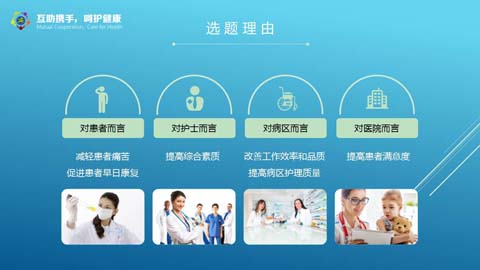 互助携手，呵护健康
Mutual Cooperation, Care for Health
选题理由
对患者而言
减轻患者痛苦
促进患者早日康复
对护士而言
提高综合素质
对病区而言
改善工作效率和品质
提高病区护理质量
对医院而言
提高患者满意度